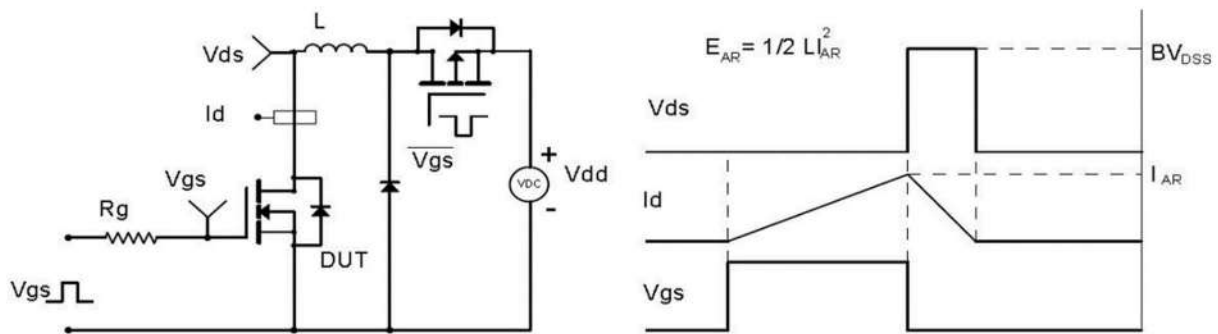 L
Vds
Id
Vgs
Rg
DUT
Vgs
Vgs
VDC
+
Vdd
-
E_AR = 1/2 LI_AR^2
BV_DSS
Vds
I_AR
Id
Vgs